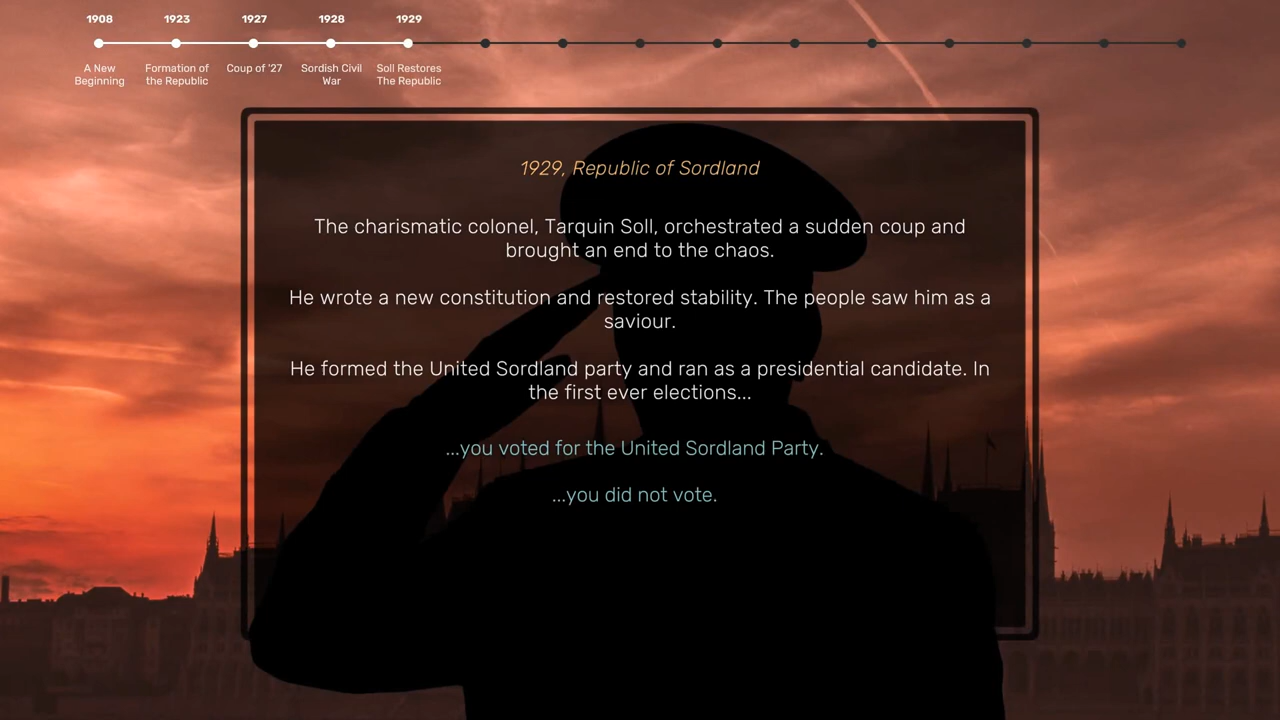 1908 1923 1927 1928 1929
A New Beginning
Formation of the Republic
Coup of '27
Sordish Civil War
Soll Restores The Republic
1929, Republic of Sordland
The charismatic colonel, Tarquin Soll, orchestrated a sudden coup and
brought an end to the chaos.
He wrote a new constitution and restored stability. The people saw him as a
saviour.
He formed the United Sordland party and ran as a presidential candidate. In
the first ever elections...
...you voted for the United Sordland Party.
...you did not vote.